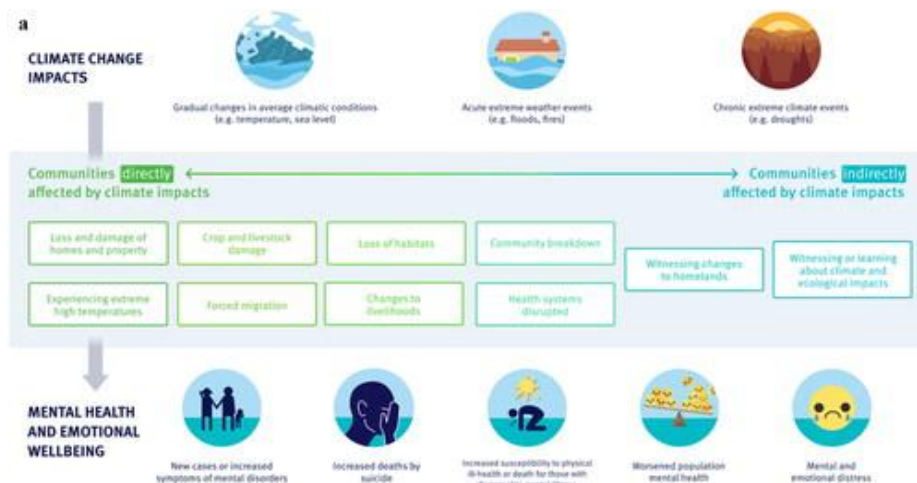 a
CLIMATE CHANGE
IMPACTS
Gradual changes in average climatic conditions
(e.g. temperature, sea level)
Acute extreme weather events
(e.g. floods, fires)
Chronic extreme climate events
(e.g. droughts)
Communities directly
affected by climate impacts
Communities indirectly
affected by climate impacts
Loss and damage of
homes and property
Crop and livestock
damage
Loss of habitats
Community breakdown
Witnessing changes
to homelands
Witnessing or learning
about climate and
ecological impacts
Experiencing extreme
high temperatures
Forced migration
Changes to
livelihoods
Health systems
disrupted
MENTAL HEALTH
AND EMOTIONAL
WELLBEING
New cases or increased
symptoms of mental disorders
Increased deaths by
suicide
Increased susceptibility to physical
ill-health or death for those with
Worsened population
mental health
Mental and
emotional distress